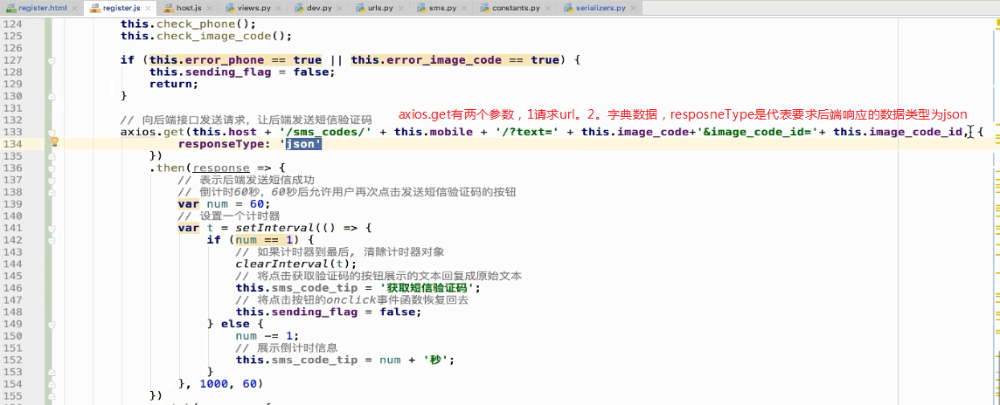 register.html register.js host.js views.py dev.py urls.py sms.py constants.py serializers.py
124 this.check_phone();
125 this.check_image_code();
126
127 if (this.error_phone == true || this.error_image_code == true) {
128 this.sending_flag = false;
129 return;
130 }
131 axios.get有两个参数，1请求url。2。字典数据，resposneType是代表要求后端响应的数据类型为json
132 // 向后端接口发送请求，让后端发送短信验证码
133 axios.get(this.host + '/sms_codes/' + this.mobile + '/?text=' + this.image_code+'&image_code_id='+ this.image_code_id, {
134 responseType: 'json'
135 })
136 .then(response => {
137 // 表示后端发送短信成功
138 // 倒计时60秒，60秒后允许用户再次点击发送短信验证码的按钮
139 var num = 60;
140 // 设置一个计时器
141 var t = setInterval(() => {
142 if (num == 1) {
143 // 如果计时器到最后, 清除计时器对象
144 clearInterval(t);
145 // 将点击获取验证码的按钮展示的文本回复成原始文本
146 this.sms_code_tip = '获取短信验证码';
147 // 将点击按钮的onclick事件函数恢复回去
148 this.sending_flag = false;
149 } else {
150 num -= 1;
151 // 展示倒计时信息
152 this.sms_code_tip = num + '秒';
153 }
154 }, 1000, 60)
155 })